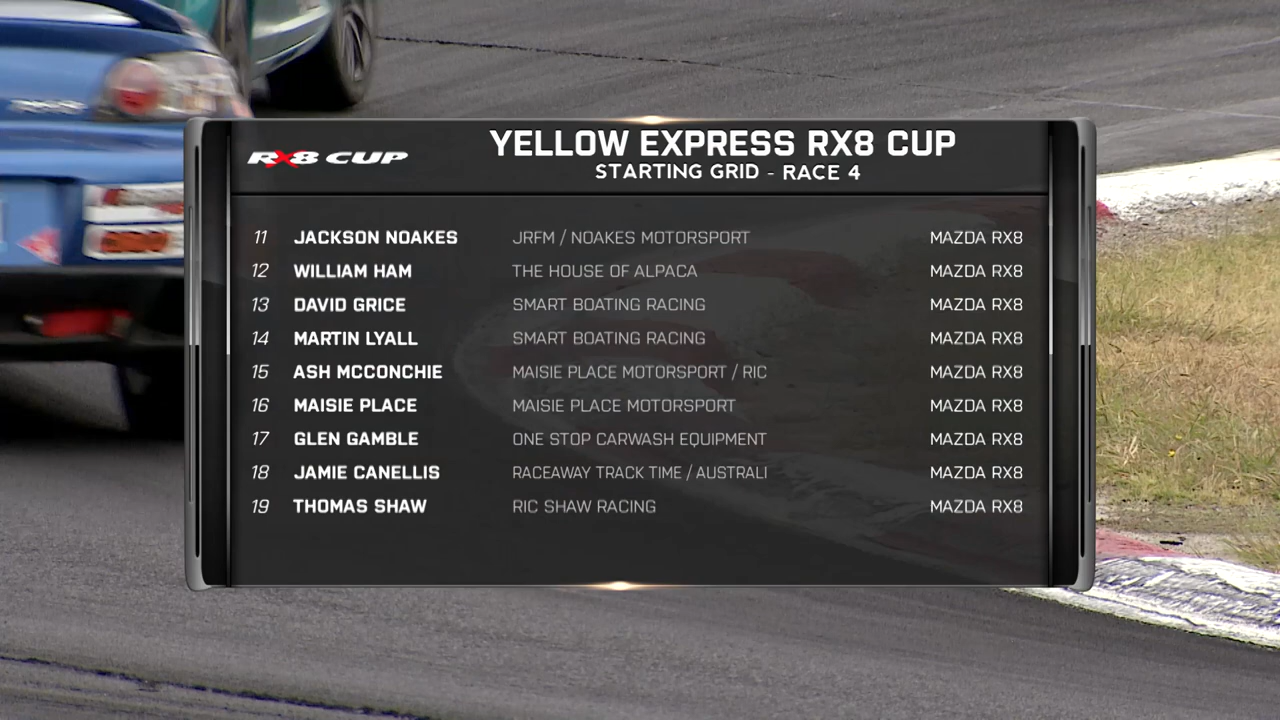 RX8 CUP
YELLOW EXPRESS RX8 CUP
STARTING GRID - RACE 4
11 JACKSON NOAKES JRFM / NOAKES MOTORSPORT MAZDA RX8
12 WILLIAM HAM THE HOUSE OF ALPACA MAZDA RX8
13 DAVID GRICE SMART BOATING RACING MAZDA RX8
14 MARTIN LYALL SMART BOATING RACING MAZDA RX8
15 ASH MCCONCHIE MAISIE PLACE MOTORSPORT / RIC MAZDA RX8
16 MAISIE PLACE MAISIE PLACE MOTORSPORT MAZDA RX8
17 GLEN GAMBLE ONE STOP CARWASH EQUIPMENT MAZDA RX8
18 JAMIE CANELLIS RACEAWAY TRACK TIME / AUSTRALI MAZDA RX8
19 THOMAS SHAW RIC SHAW RACING MAZDA RX8